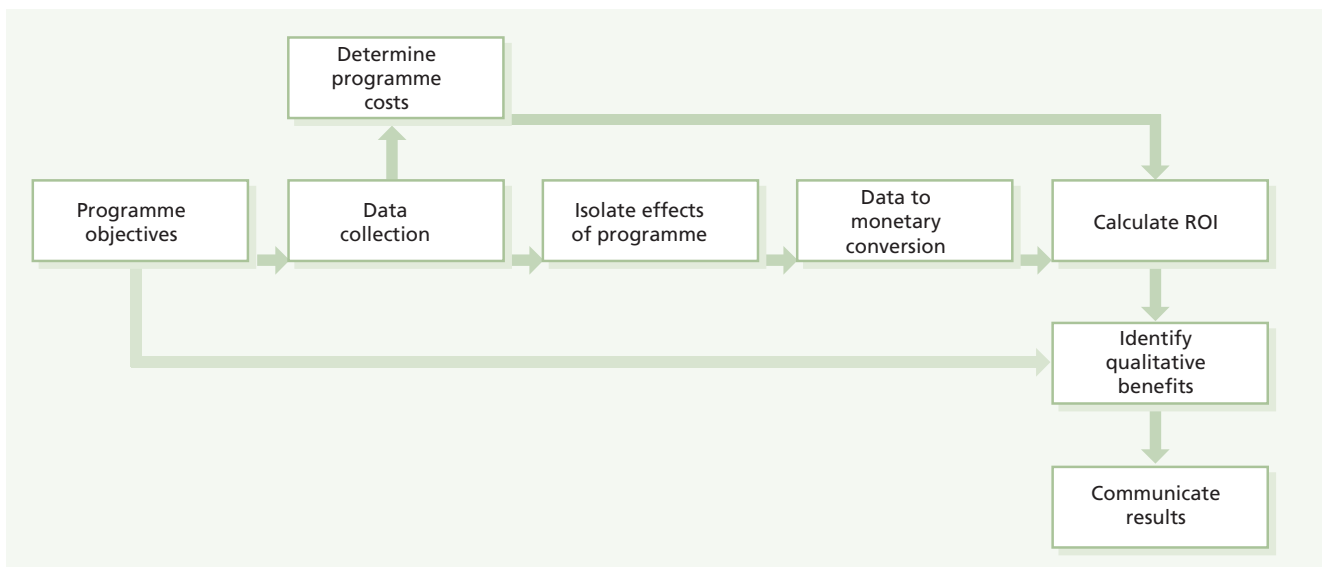 Determine
programme
costs
Programme
objectives
Data
collection
Isolate effects
of programme
Data to
monetary
conversion
Calculate ROI
Identify
qualitative
benefits
Communicate
results